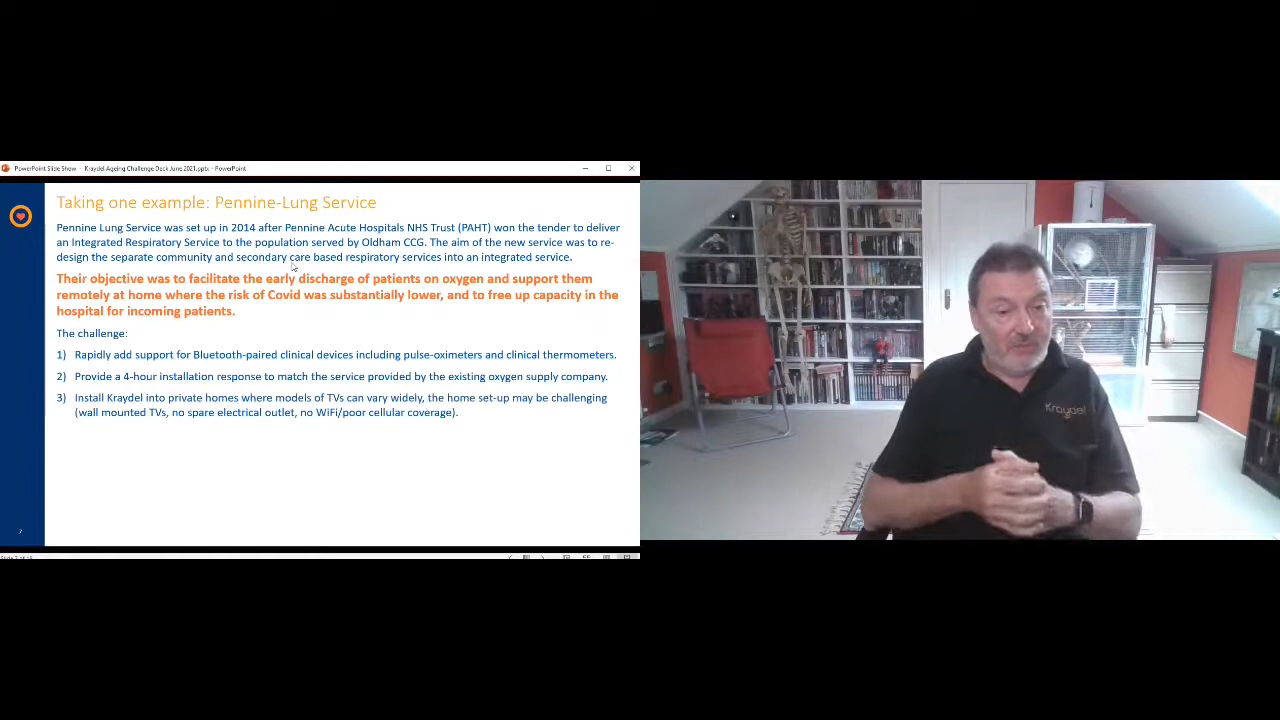 PowerPoint Slide Show - Kraydel Ageing Challenge Deck June 2021.pptx - PowerPoint
Taking one example: Pennine-Lung Service
Pennine Lung Service was set up in 2014 after Pennine Acute Hospitals NHS Trust (PAHT) won the tender to deliver
an Integrated Respiratory Service to the population served by Oldham CCG. The aim of the new service was to re-
design the separate community and secondary care based respiratory services into an integrated service.
Their objective was to facilitate the early discharge of patients on oxygen and support them
remotely at home where the risk of Covid was substantially lower, and to free up capacity in the
hospital for incoming patients.
The challenge:
1) Rapidly add support for Bluetooth-paired clinical devices including pulse-oximeters and clinical thermometers.
2) Provide a 4-hour installation response to match the service provided by the existing oxygen supply company.
3) Install Kraydel into private homes where models of TVs can vary widely, the home set-up may be challenging
(wall mounted TVs, no spare electrical outlet, no WiFi/poor cellular coverage).
7
Kraydel